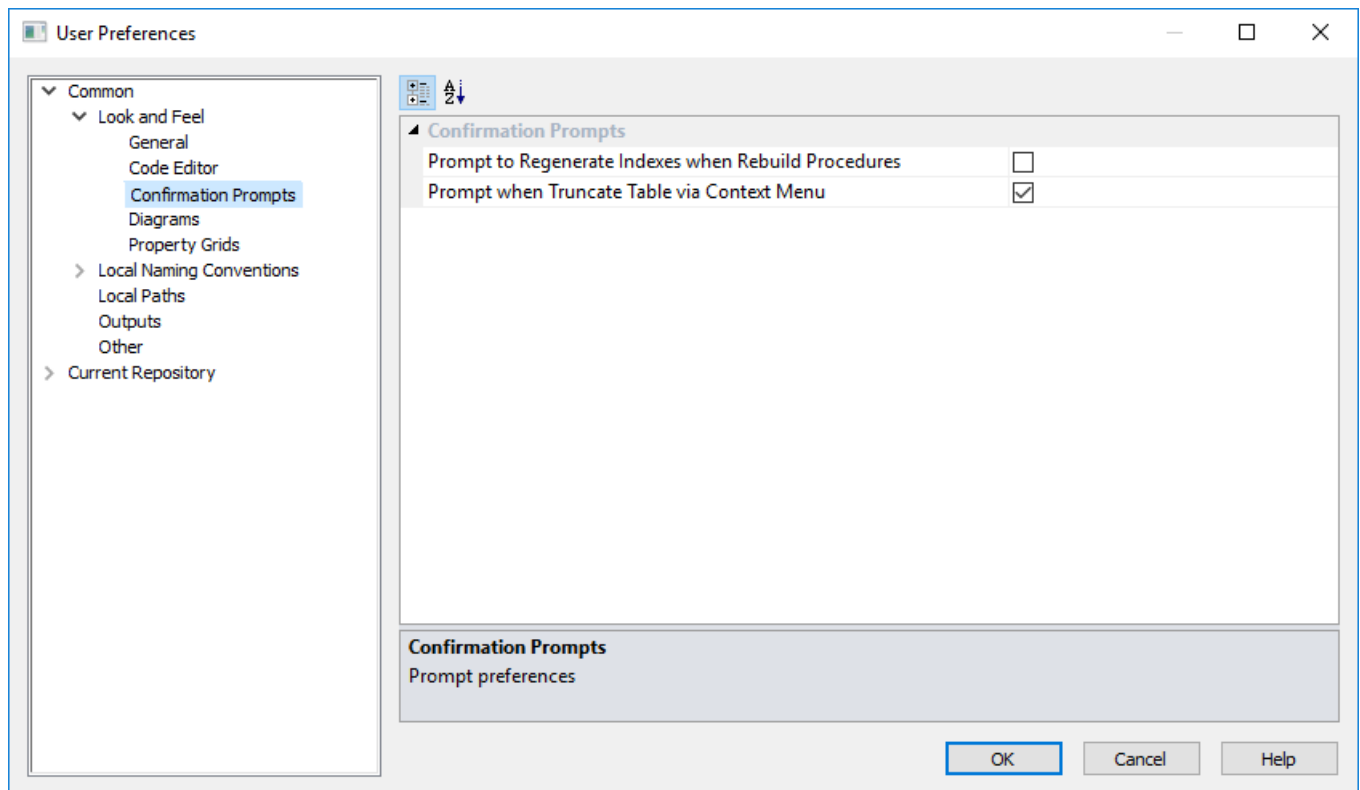 User Preferences
Common
Look and Feel
General
Code Editor
Confirmation Prompts
Diagrams
Property Grids
Local Naming Conventions
Local Paths
Outputs
Other
Current Repository
A
Z
Confirmation Prompts
Prompt to Regenerate Indexes when Rebuild Procedures
Prompt when Truncate Table via Context Menu
Confirmation Prompts
Prompt preferences
OK Cancel Help